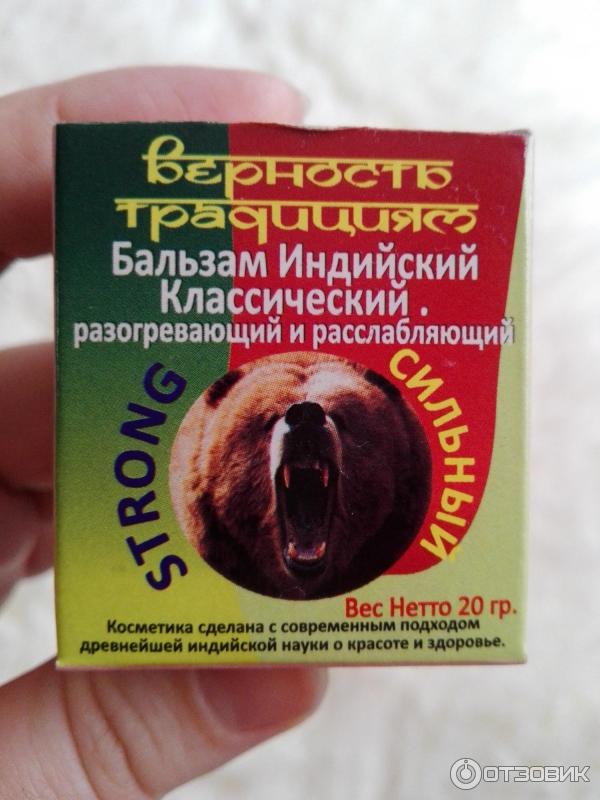 Верность
традициям
Бальзам Индийский
Классический .
разогревающий и расслабляющий
STRONG
СИЛЬНЫЙ
Вес Нетто 20 гр.
Косметика сделана с современным подходом
древнейшей индийской науки о красоте и здоровье.
ОТЗОВИК